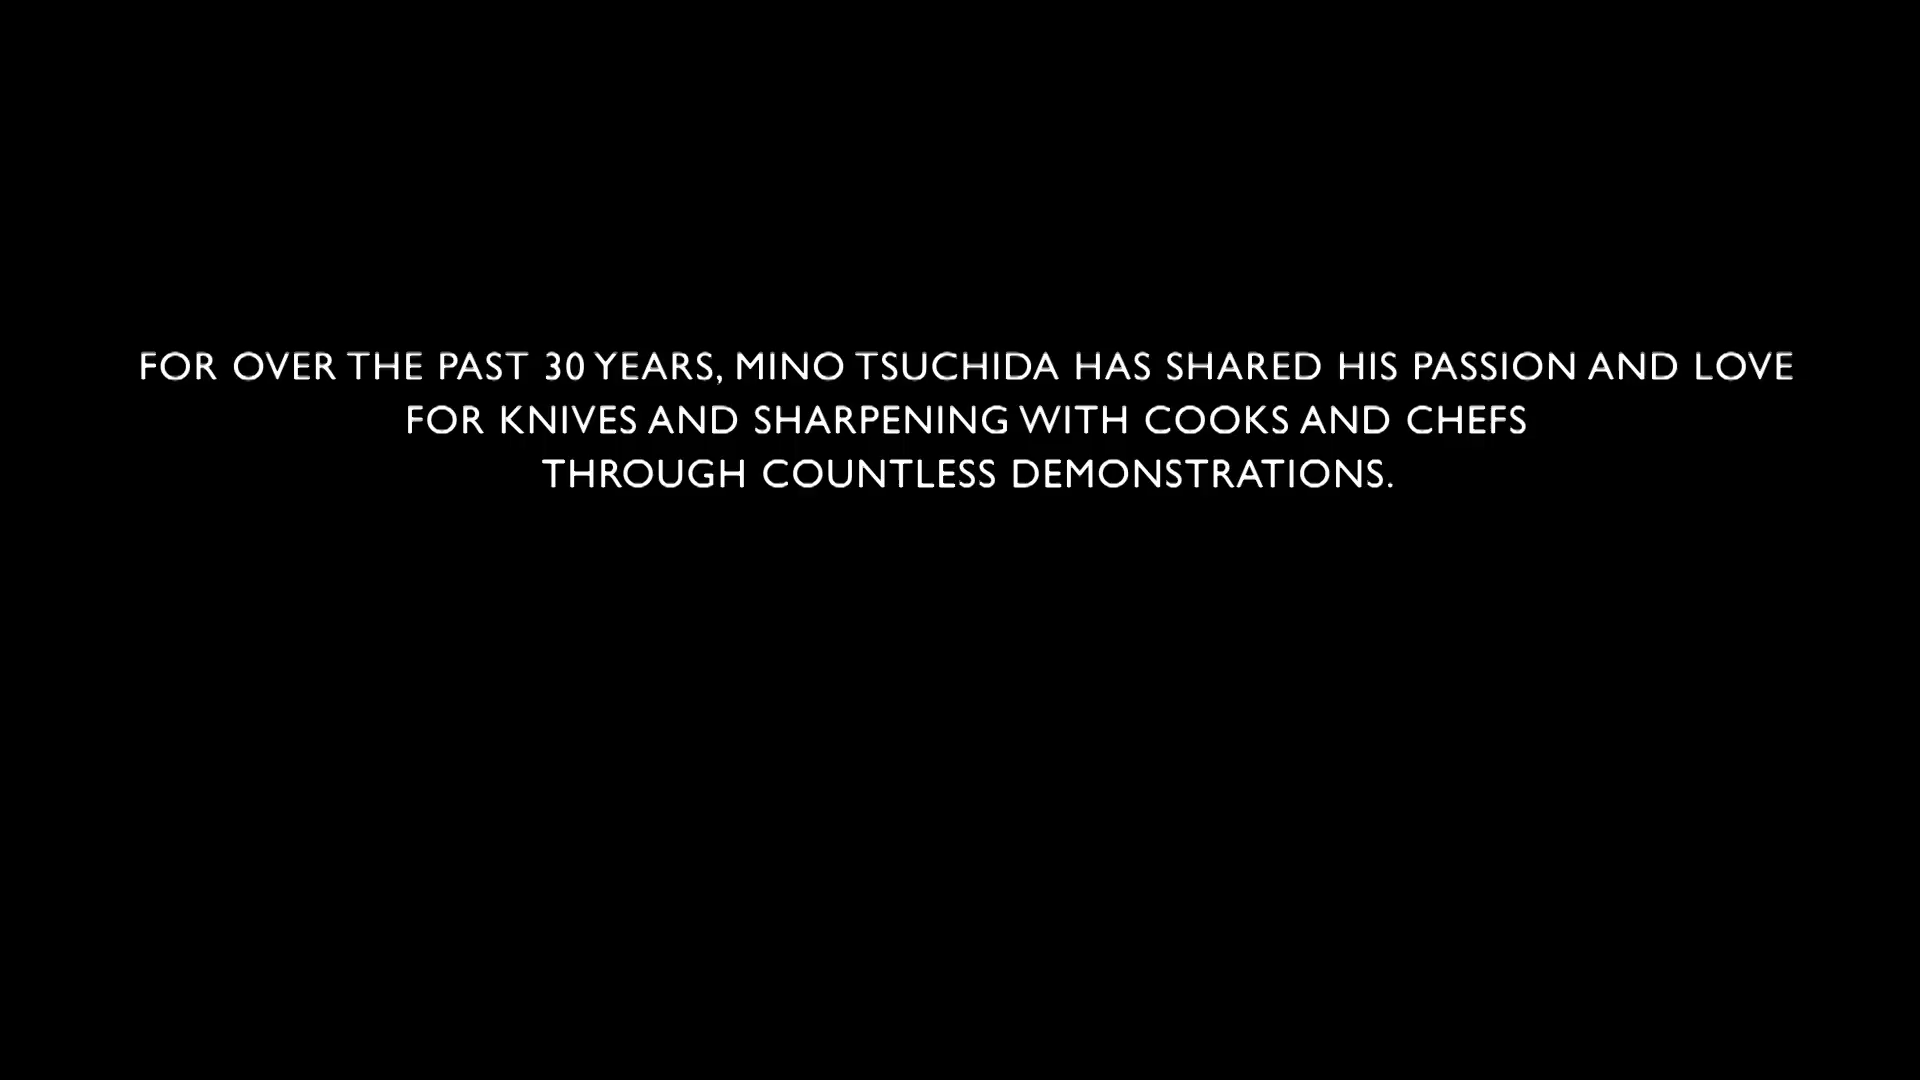 FOR OVER THE PAST 30 YEARS, MINO TSUCHIDA HAS SHARED HIS PASSION AND LOVE
FOR KNIVES AND SHARPENING WITH COOKS AND CHEFS
THROUGH COUNTLESS DEMONSTRATIONS.